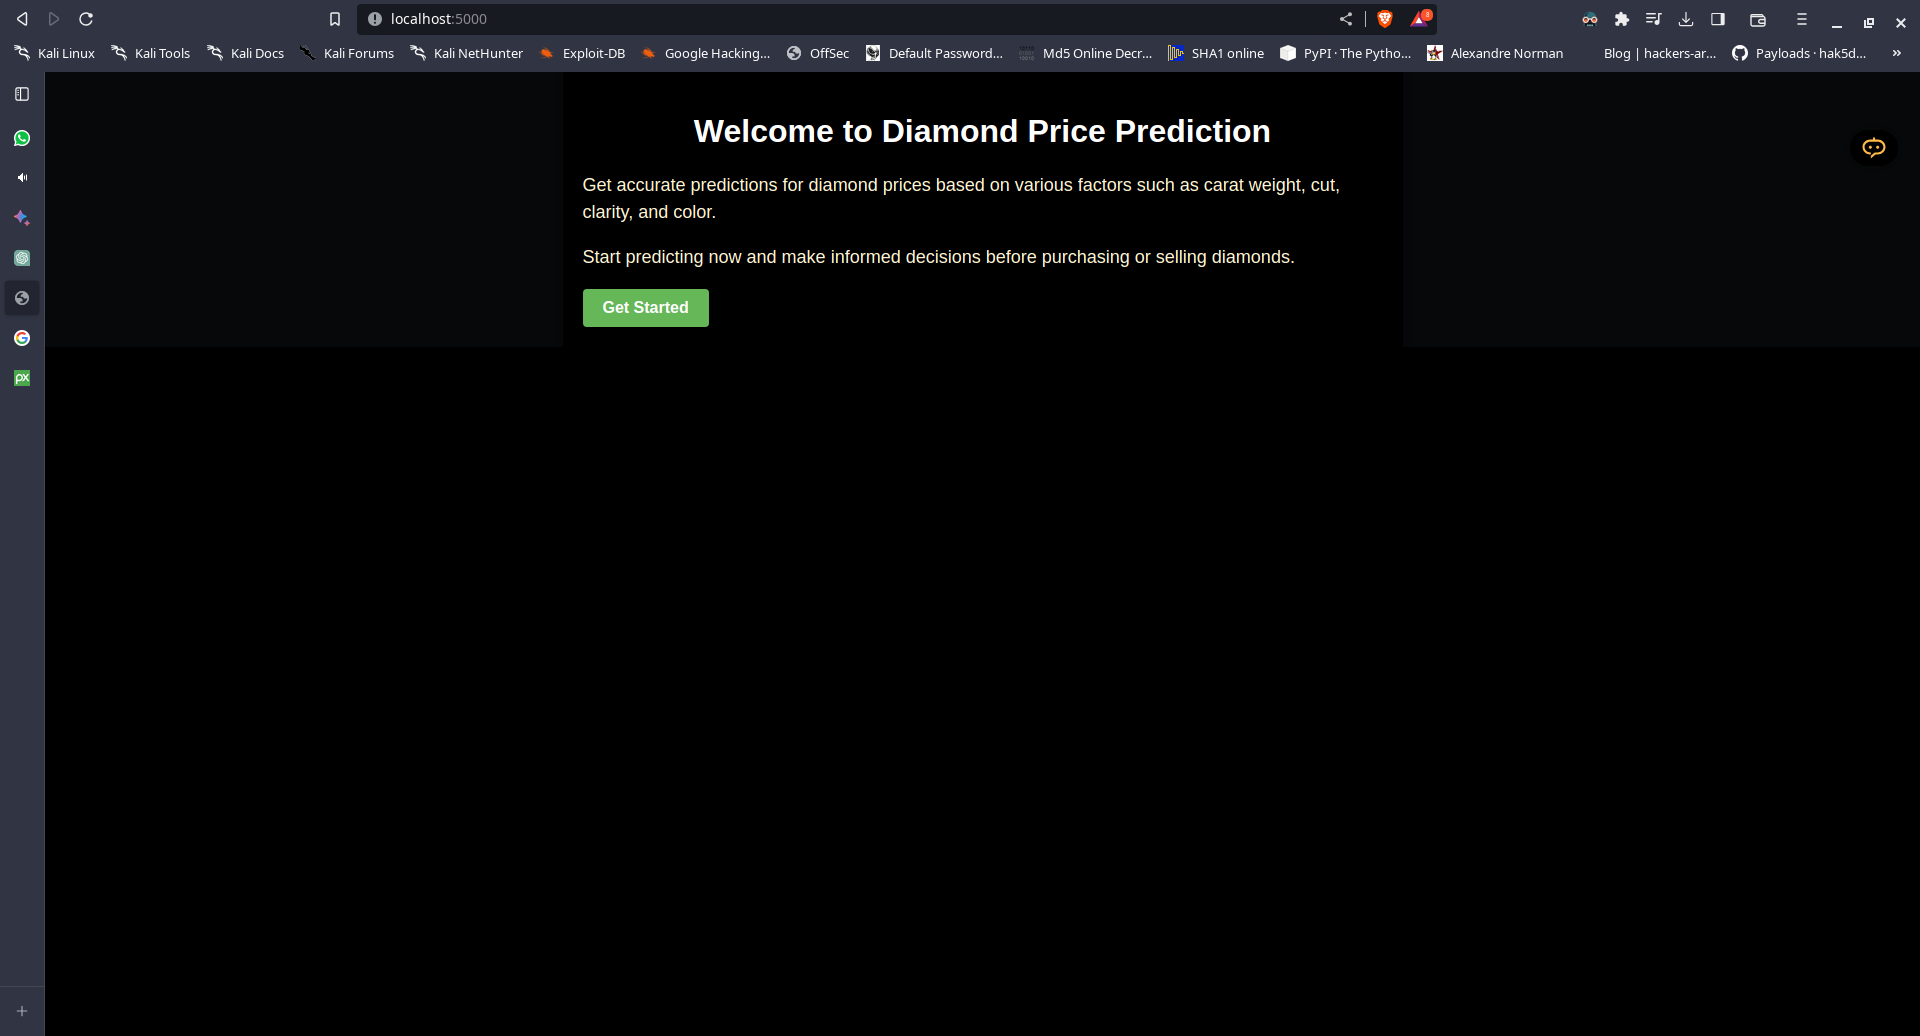 localhost:5000
8
Kali Linux
Kali Tools
Kali Docs
Kali Forums
Kali NetHunter
Exploit-DB
Google Hacking...
OffSec
Default Password...
Md5 Online Decr...
SHA1 online
PyPI · The Pytho...
Alexandre Norman
Blog | hackers-ar...
Payloads · hak5d...
»
Welcome to Diamond Price Prediction
Get accurate predictions for diamond prices based on various factors such as carat weight, cut,
clarity, and color.
Start predicting now and make informed decisions before purchasing or selling diamonds.
Get Started
px